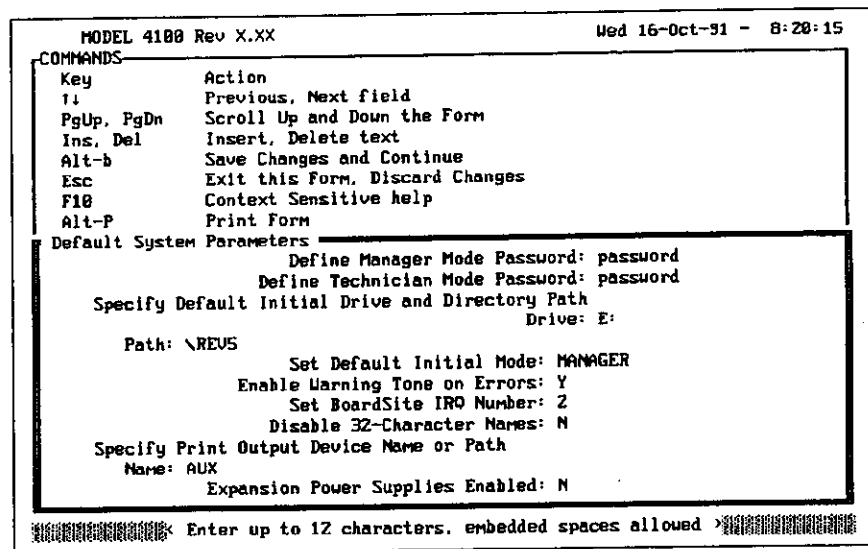 MODEL 4100 Rev X.XX Wed 16-Oct-91 - 8:20:15
COMMANDS
Key Action
↑↓ Previous, Next field
PgUp, PgDn Scroll Up and Down the Form
Ins, Del Insert, Delete text
Alt-b Save Changes and Continue
Esc Exit this Form, Discard Changes
F10 Context Sensitive help
Alt-P Print Form
Default System Parameters
Define Manager Mode Password: password
Define Technician Mode Password: password
Specify Default Initial Drive and Directory Path
Drive: E:
Path: \REV5
Set Default Initial Mode: MANAGER
Enable Warning Tone on Errors: Y
Set BoardSite IRQ Number: 2
Disable 32-Character Names: N
Specify Print Output Device Name or Path
Name: AUX
Expansion Power Supplies Enabled: N
< Enter up to 12 characters, embedded spaces allowed >